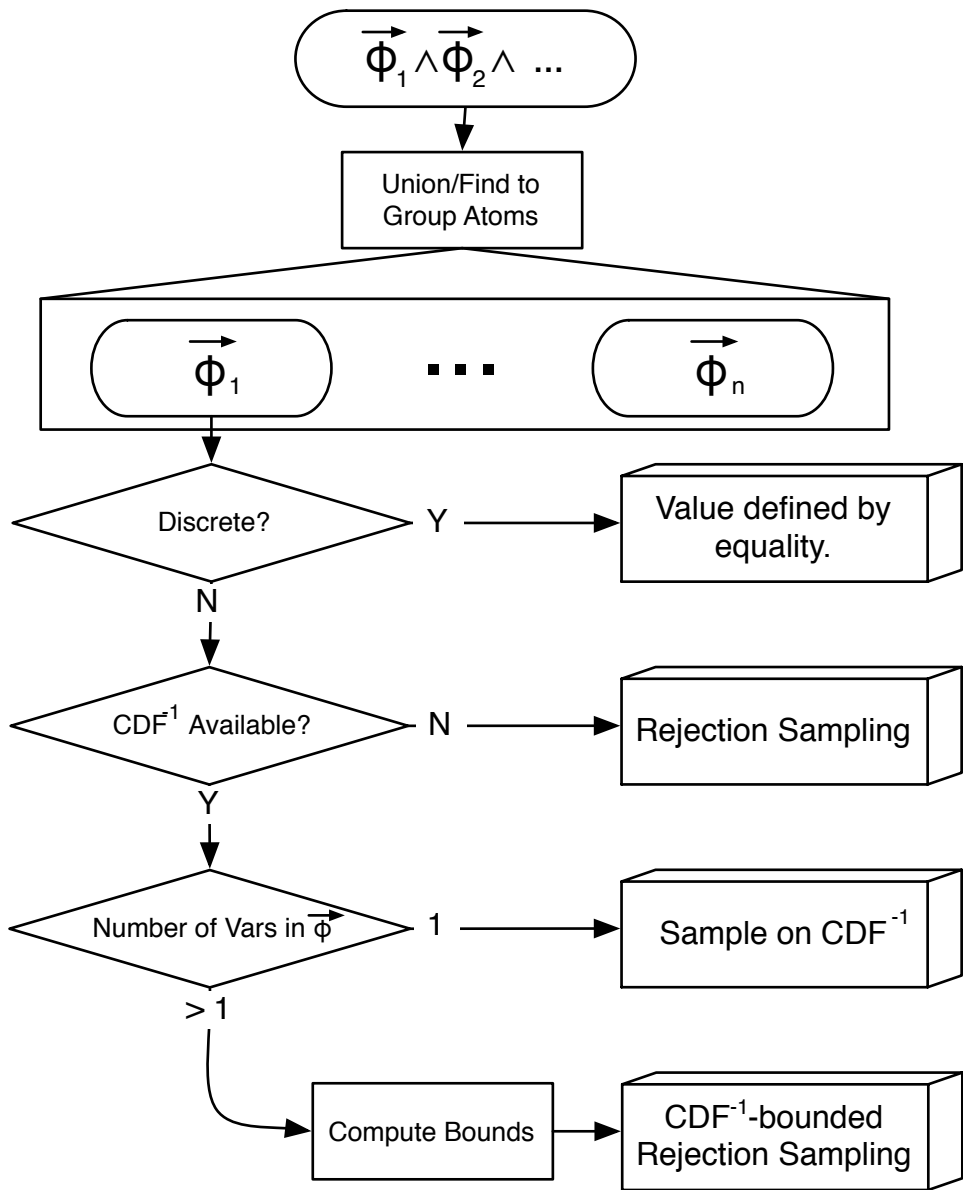 ϕ⃗₁ ∧ ϕ⃗₂ ∧ ...
Union/Find to
Group Atoms
ϕ⃗₁ ... ϕ⃗ₙ
Discrete?
Y
Value defined by
equality.
N
CDF⁻¹ Available?
N
Rejection Sampling
Y
Number of Vars in ϕ⃗
1
Sample on CDF⁻¹
> 1
Compute Bounds
CDF⁻¹-bounded
Rejection Sampling